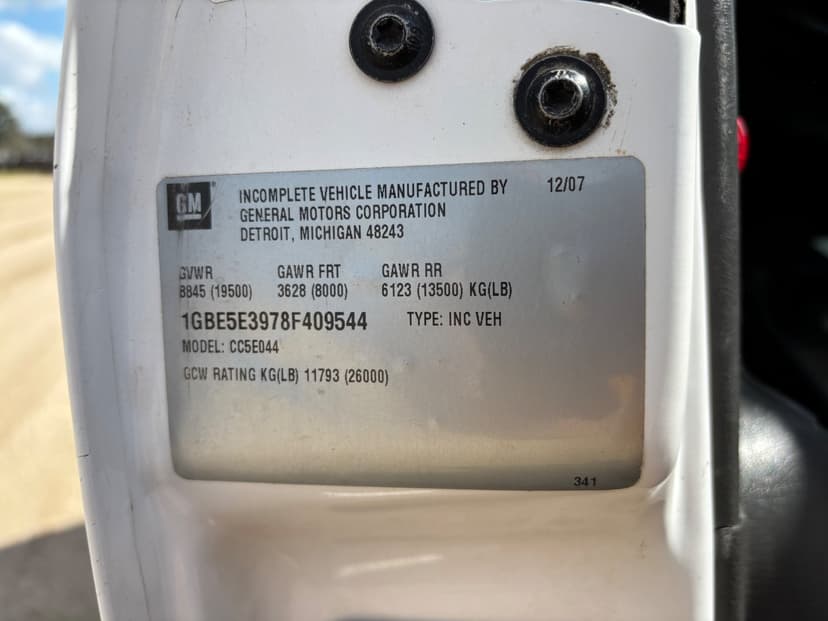 GM
INCOMPLETE VEHICLE MANUFACTURED BY 12/07
GENERAL MOTORS CORPORATION
DETROIT, MICHIGAN 48243
GVWR GAWR FRT GAWR RR
8845 (19500) 3628 (8000) 6123 (13500) KG(LB)
1GBE5E3978F409544 TYPE: INC VEH
MODEL: CC5E044
GCW RATING KG(LB) 11793 (26000)
341